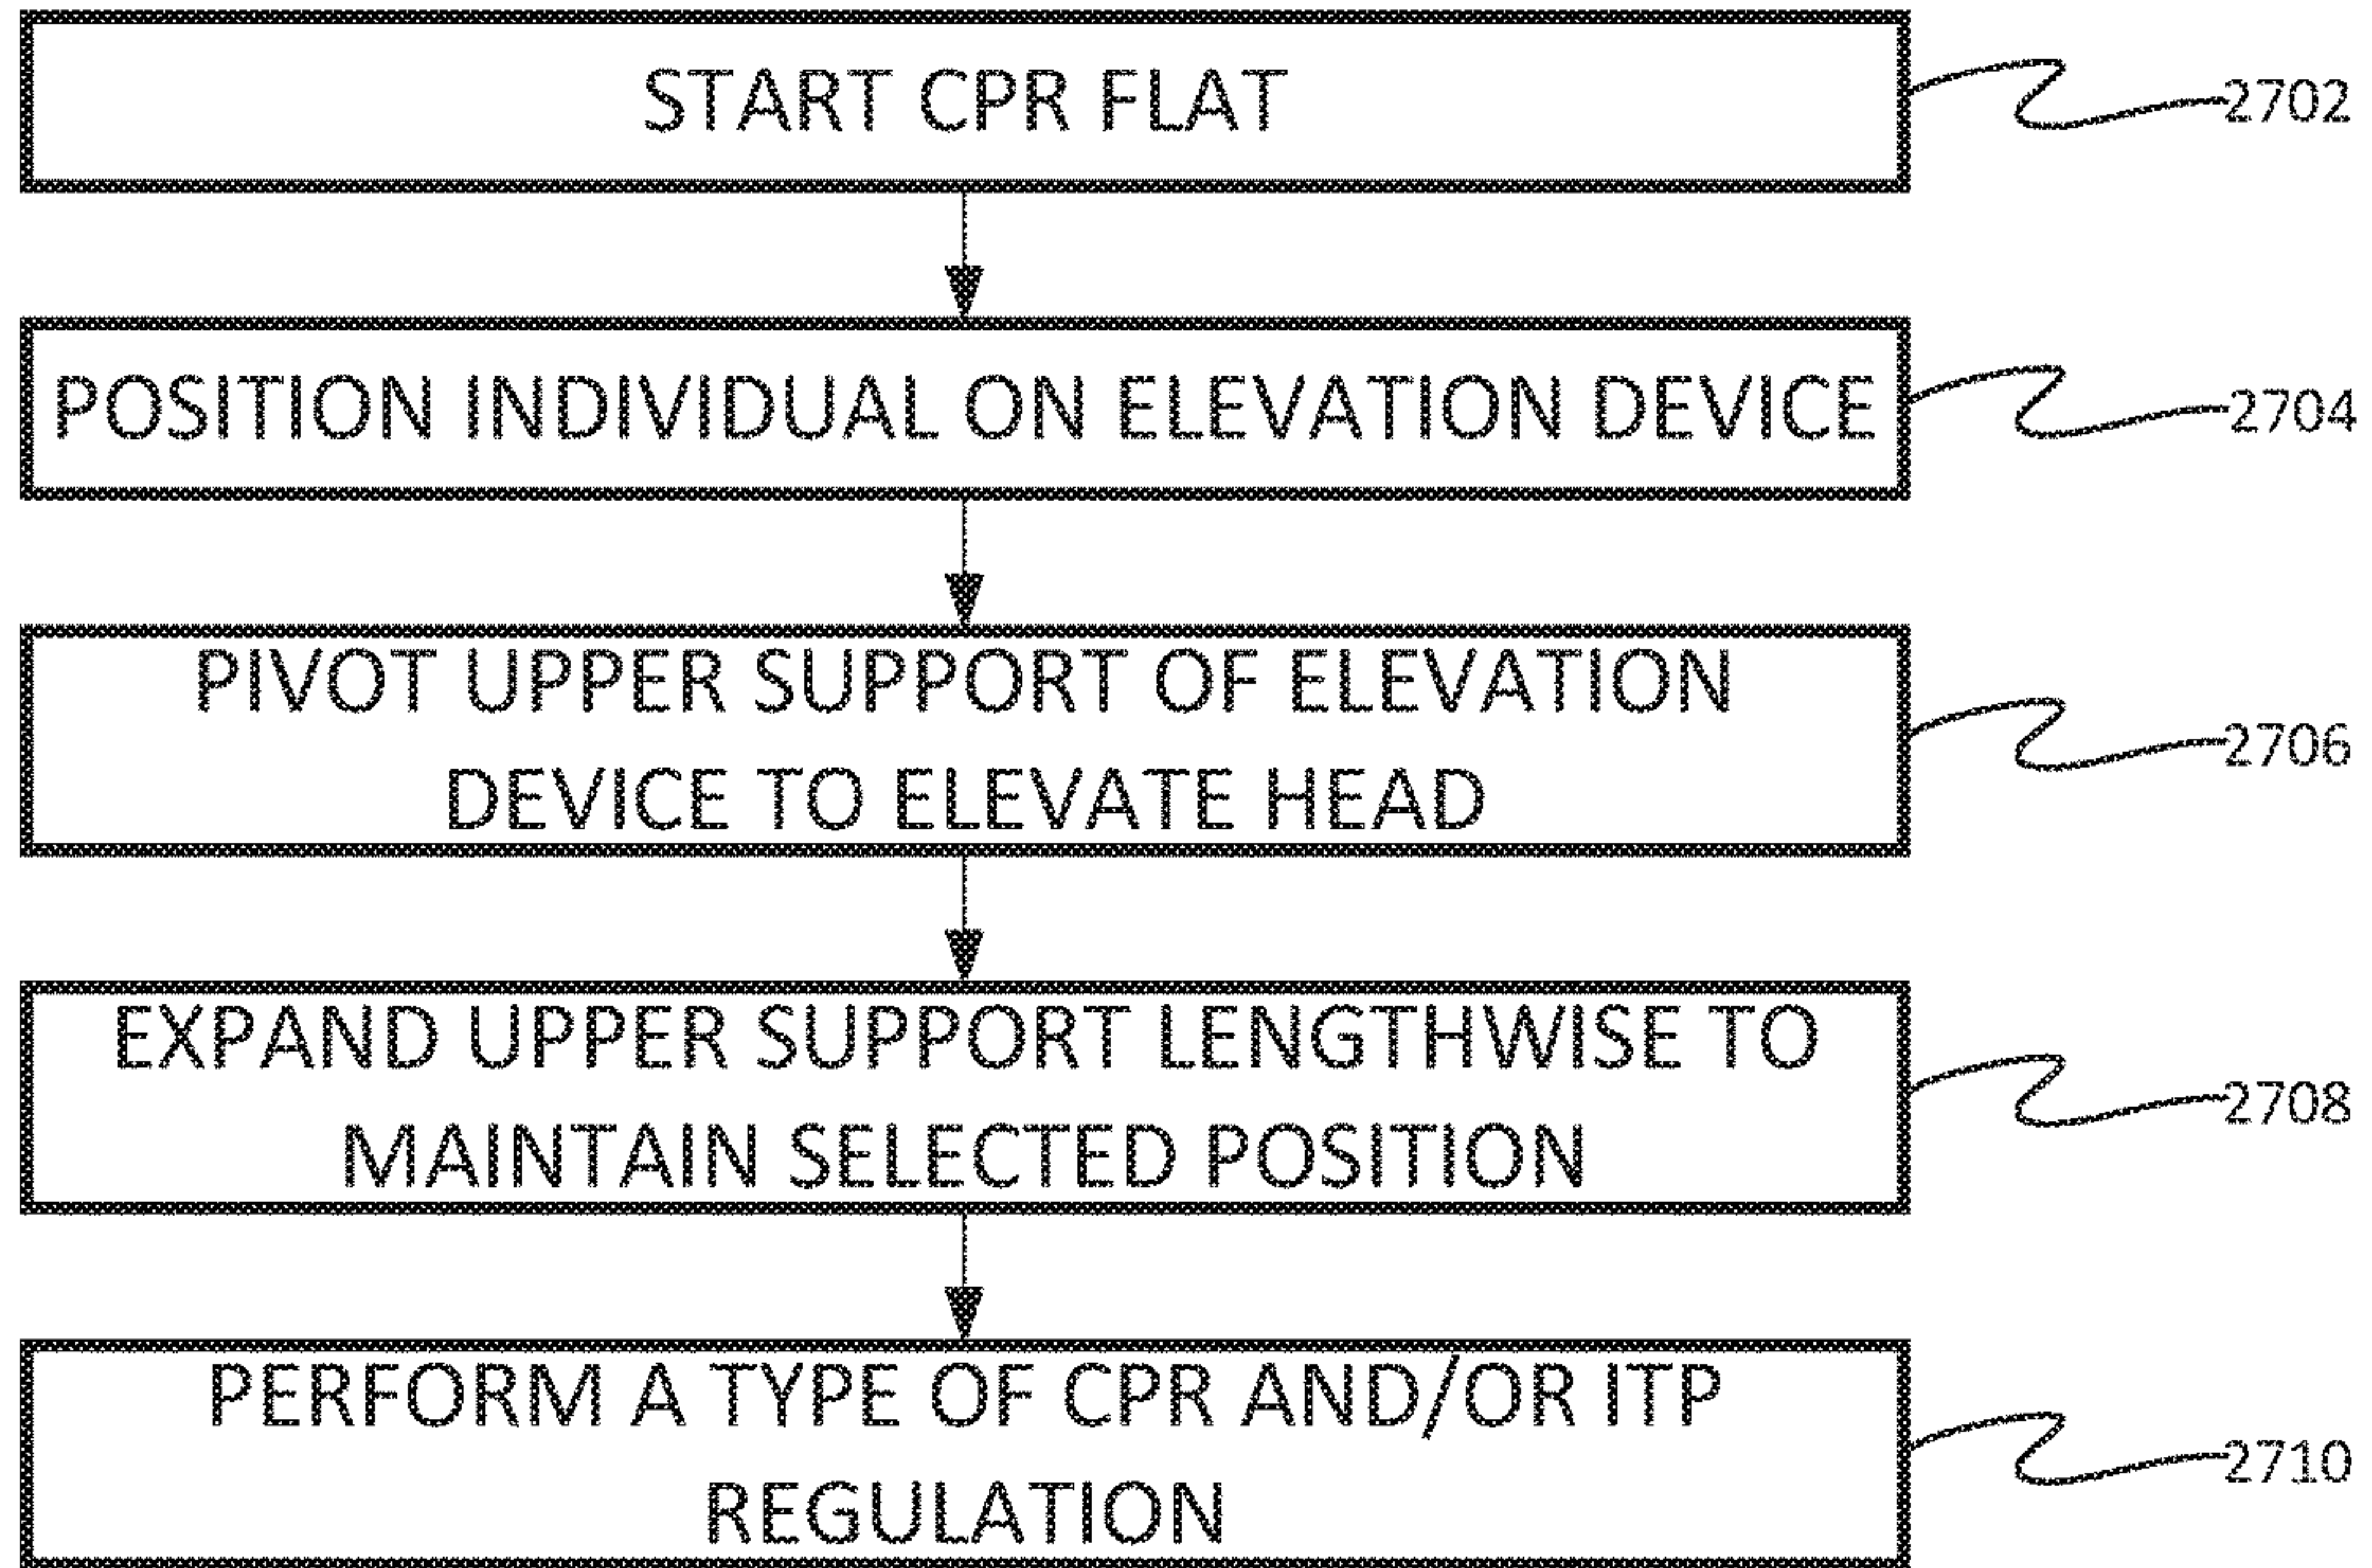 START CPR FLAT
2702
POSITION INDIVIDUAL ON ELEVATION DEVICE
2704
PIVOT UPPER SUPPORT OF ELEVATION
DEVICE TO ELEVATE HEAD
2706
EXPAND UPPER SUPPORT LENGTHWISE TO
MAINTAIN SELECTED POSITION
2708
PERFORM A TYPE OF CPR AND/OR ITP
REGULATION
2710